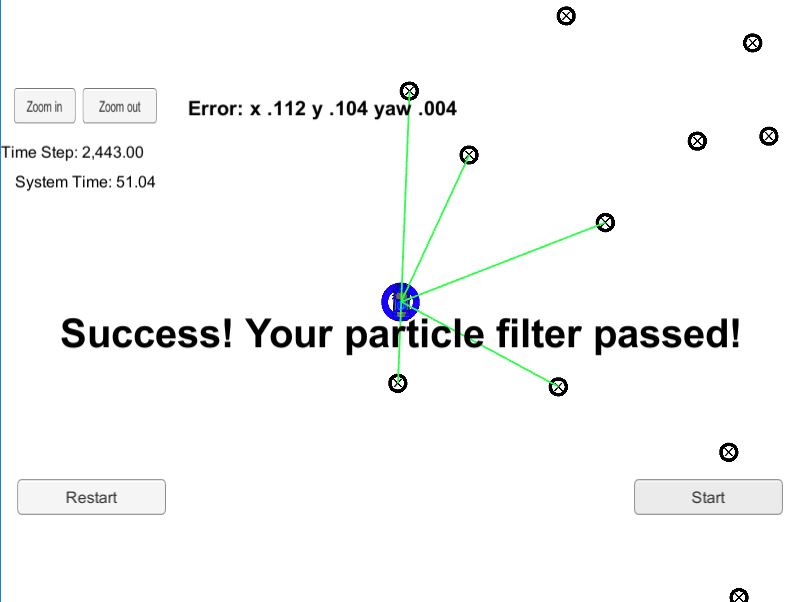 Zoom in
Zoom out
Error: x .112 y .104 yaw .004
Time Step: 2,443.00
System Time: 51.04
Success! Your particle filter passed!
Restart
Start